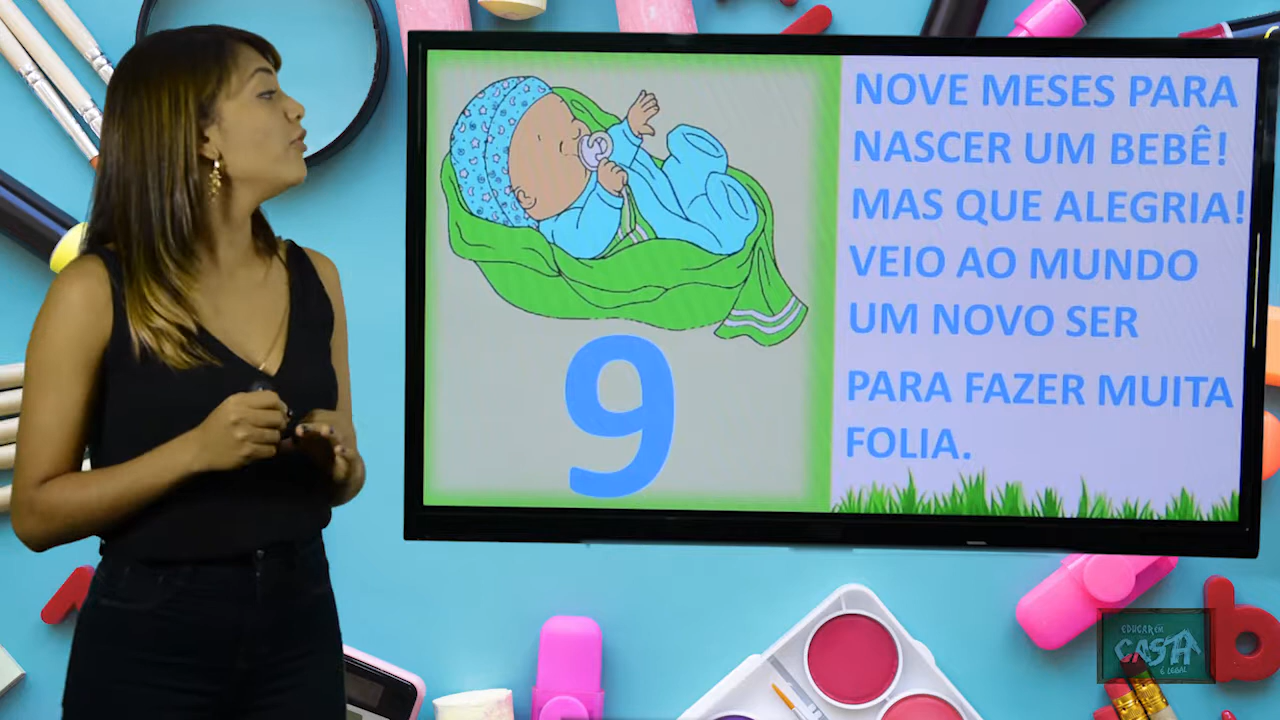 9
NOVE MESES PARA
NASCER UM BEBÊ!
MAS QUE ALEGRIA!
VEIO AO MUNDO
UM NOVO SER
PARA FAZER MUITA
FOLIA.
b
EDUCAR EM
CASA
É LEGAL